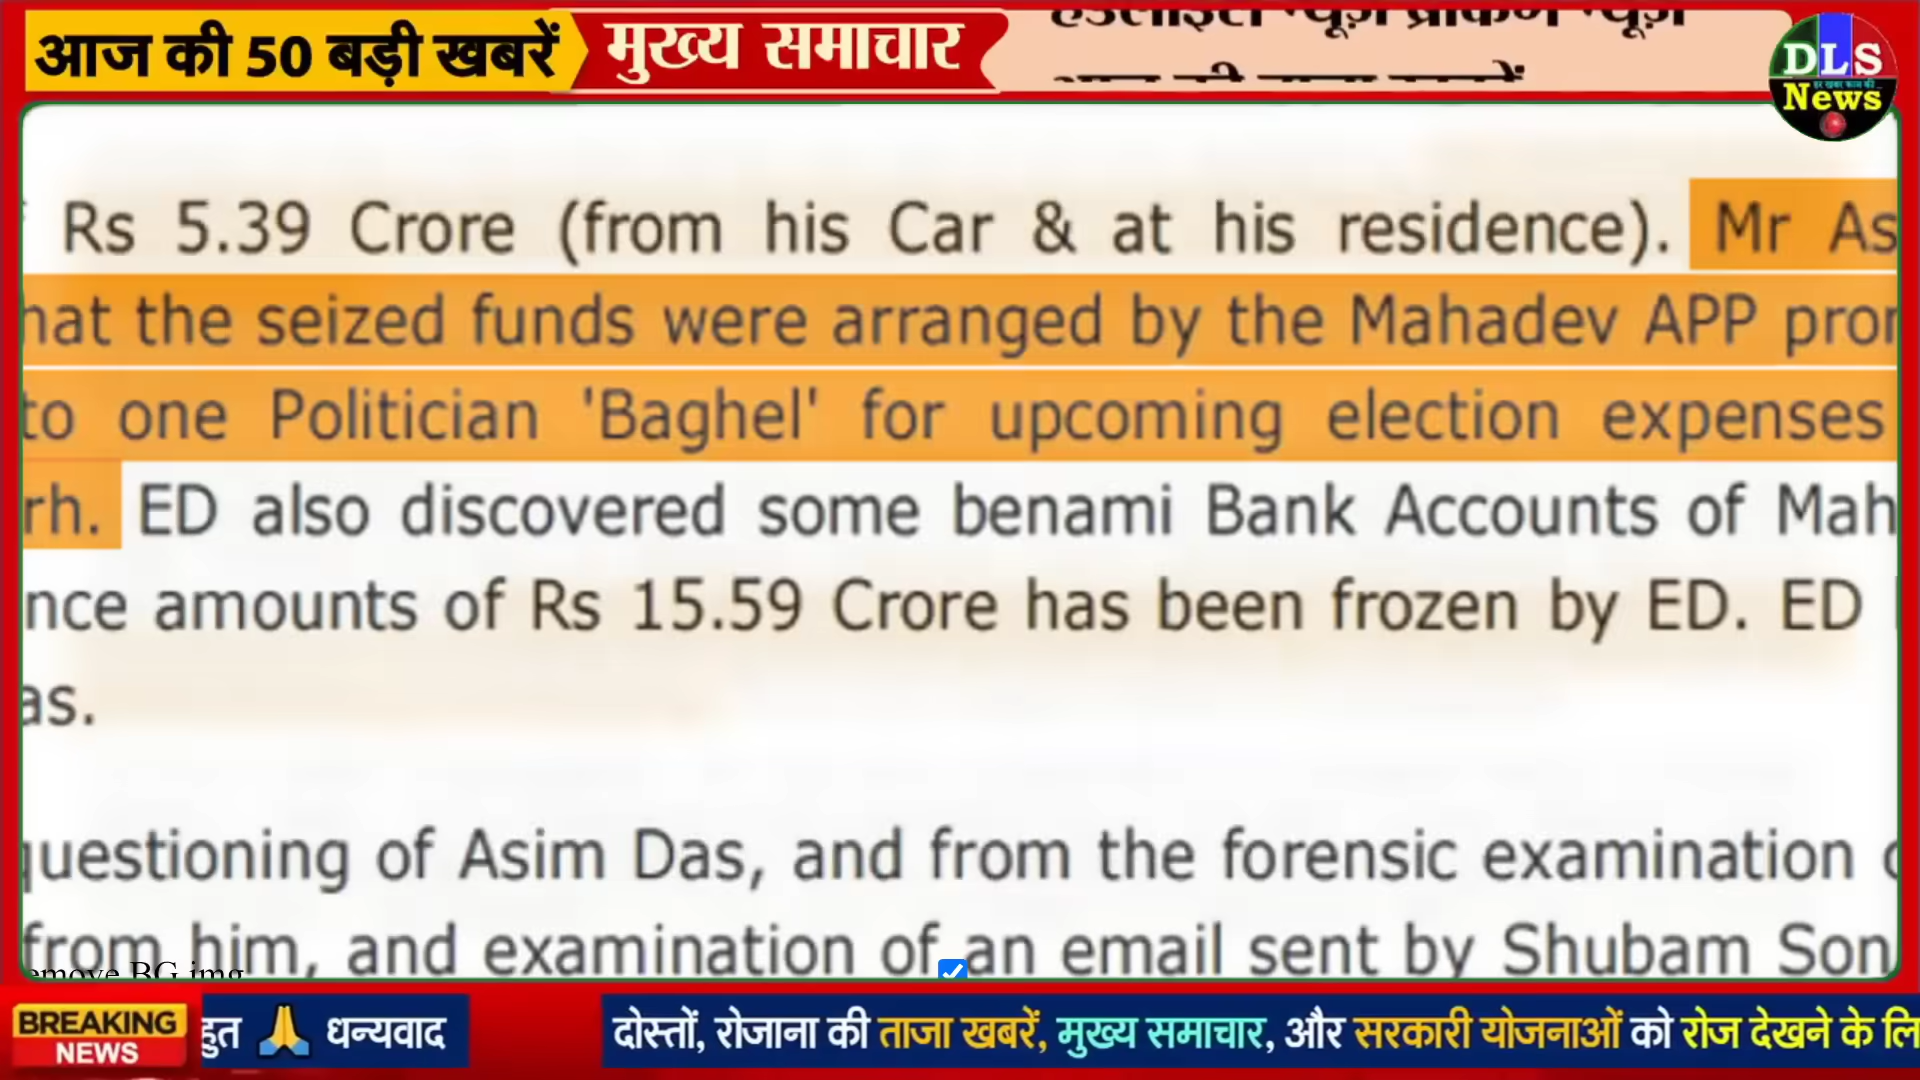 आज की 50 बड़ी खबरें
मुख्य समाचार
DLS
News
Rs 5.39 Crore (from his Car & at his residence). Mr As
hat the seized funds were arranged by the Mahadev APP pro
to one Politician 'Baghel' for upcoming election expenses
rh. ED also discovered some benami Bank Accounts of Mah
nce amounts of Rs 15.59 Crore has been frozen by ED. ED
as.
questioning of Asim Das, and from the forensic examination
from him, and examination of an email sent by Shubam Son
emove BG img
BREAKING
NEWS
हुत 🙏 धन्यवाद
दोस्तों, रोजाना की ताजा खबरें, मुख्य समाचार, और सरकारी योजनाओं को रोज देखने के लि